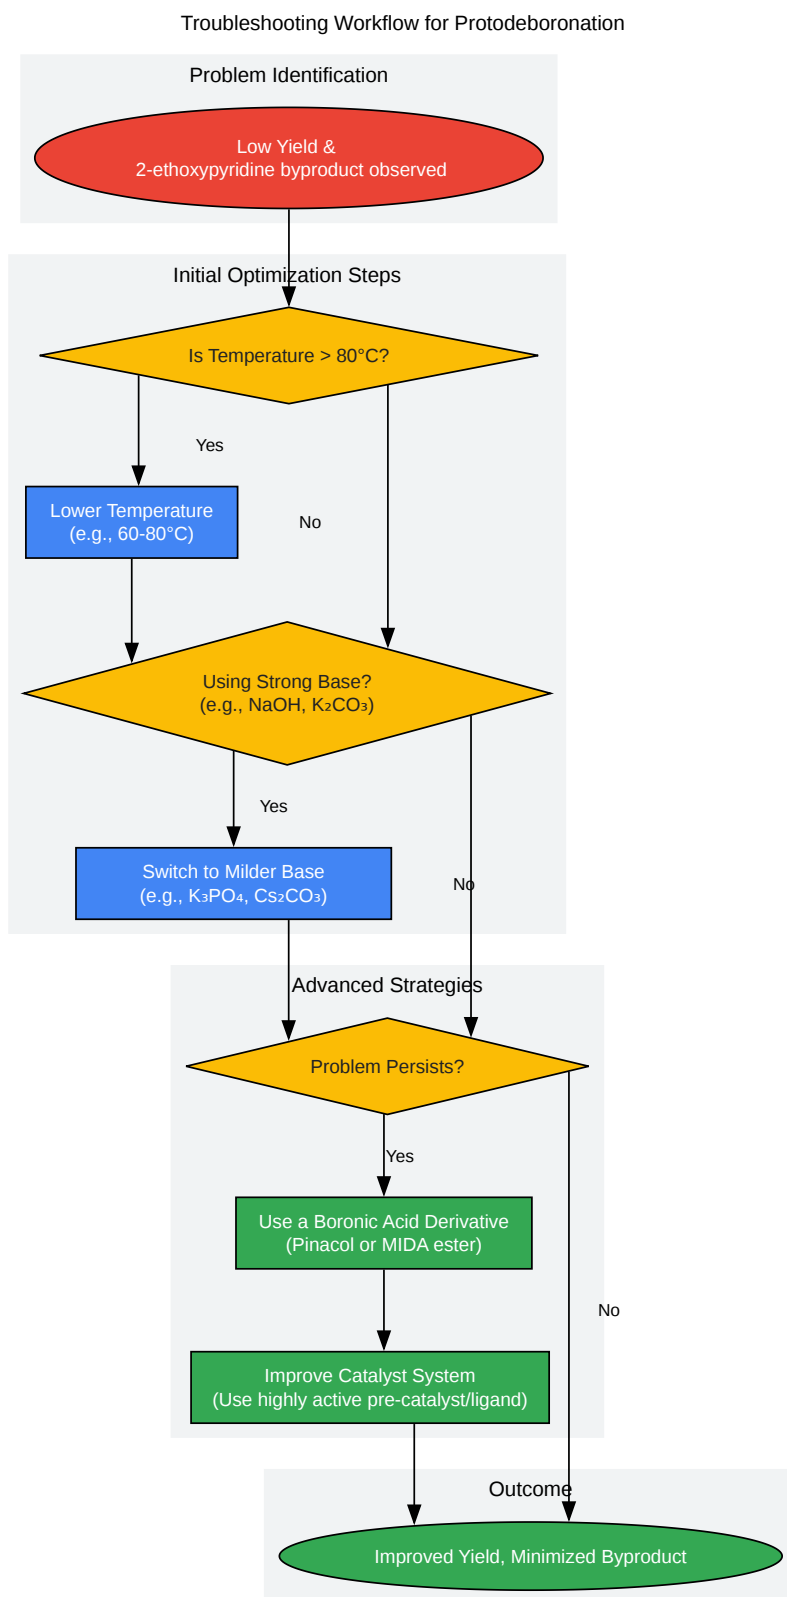 Troubleshooting Workflow for Protodeboronation
Problem Identification
Low Yield &
2-ethoxypyridine byproduct observed
Initial Optimization Steps
Is Temperature > 80°C?
Yes
Lower Temperature
(e.g., 60-80°C)
No
Using Strong Base?
(e.g., NaOH, K₂CO₃)
Yes
Switch to Milder Base
(e.g., K₃PO₄, Cs₂CO₃)
No
Advanced Strategies
Problem Persists?
Yes
Use a Boronic Acid Derivative
(Pinacol or MIDA ester)
No
Improve Catalyst System
(Use highly active pre-catalyst/ligand)
Outcome
Improved Yield, Minimized Byproduct